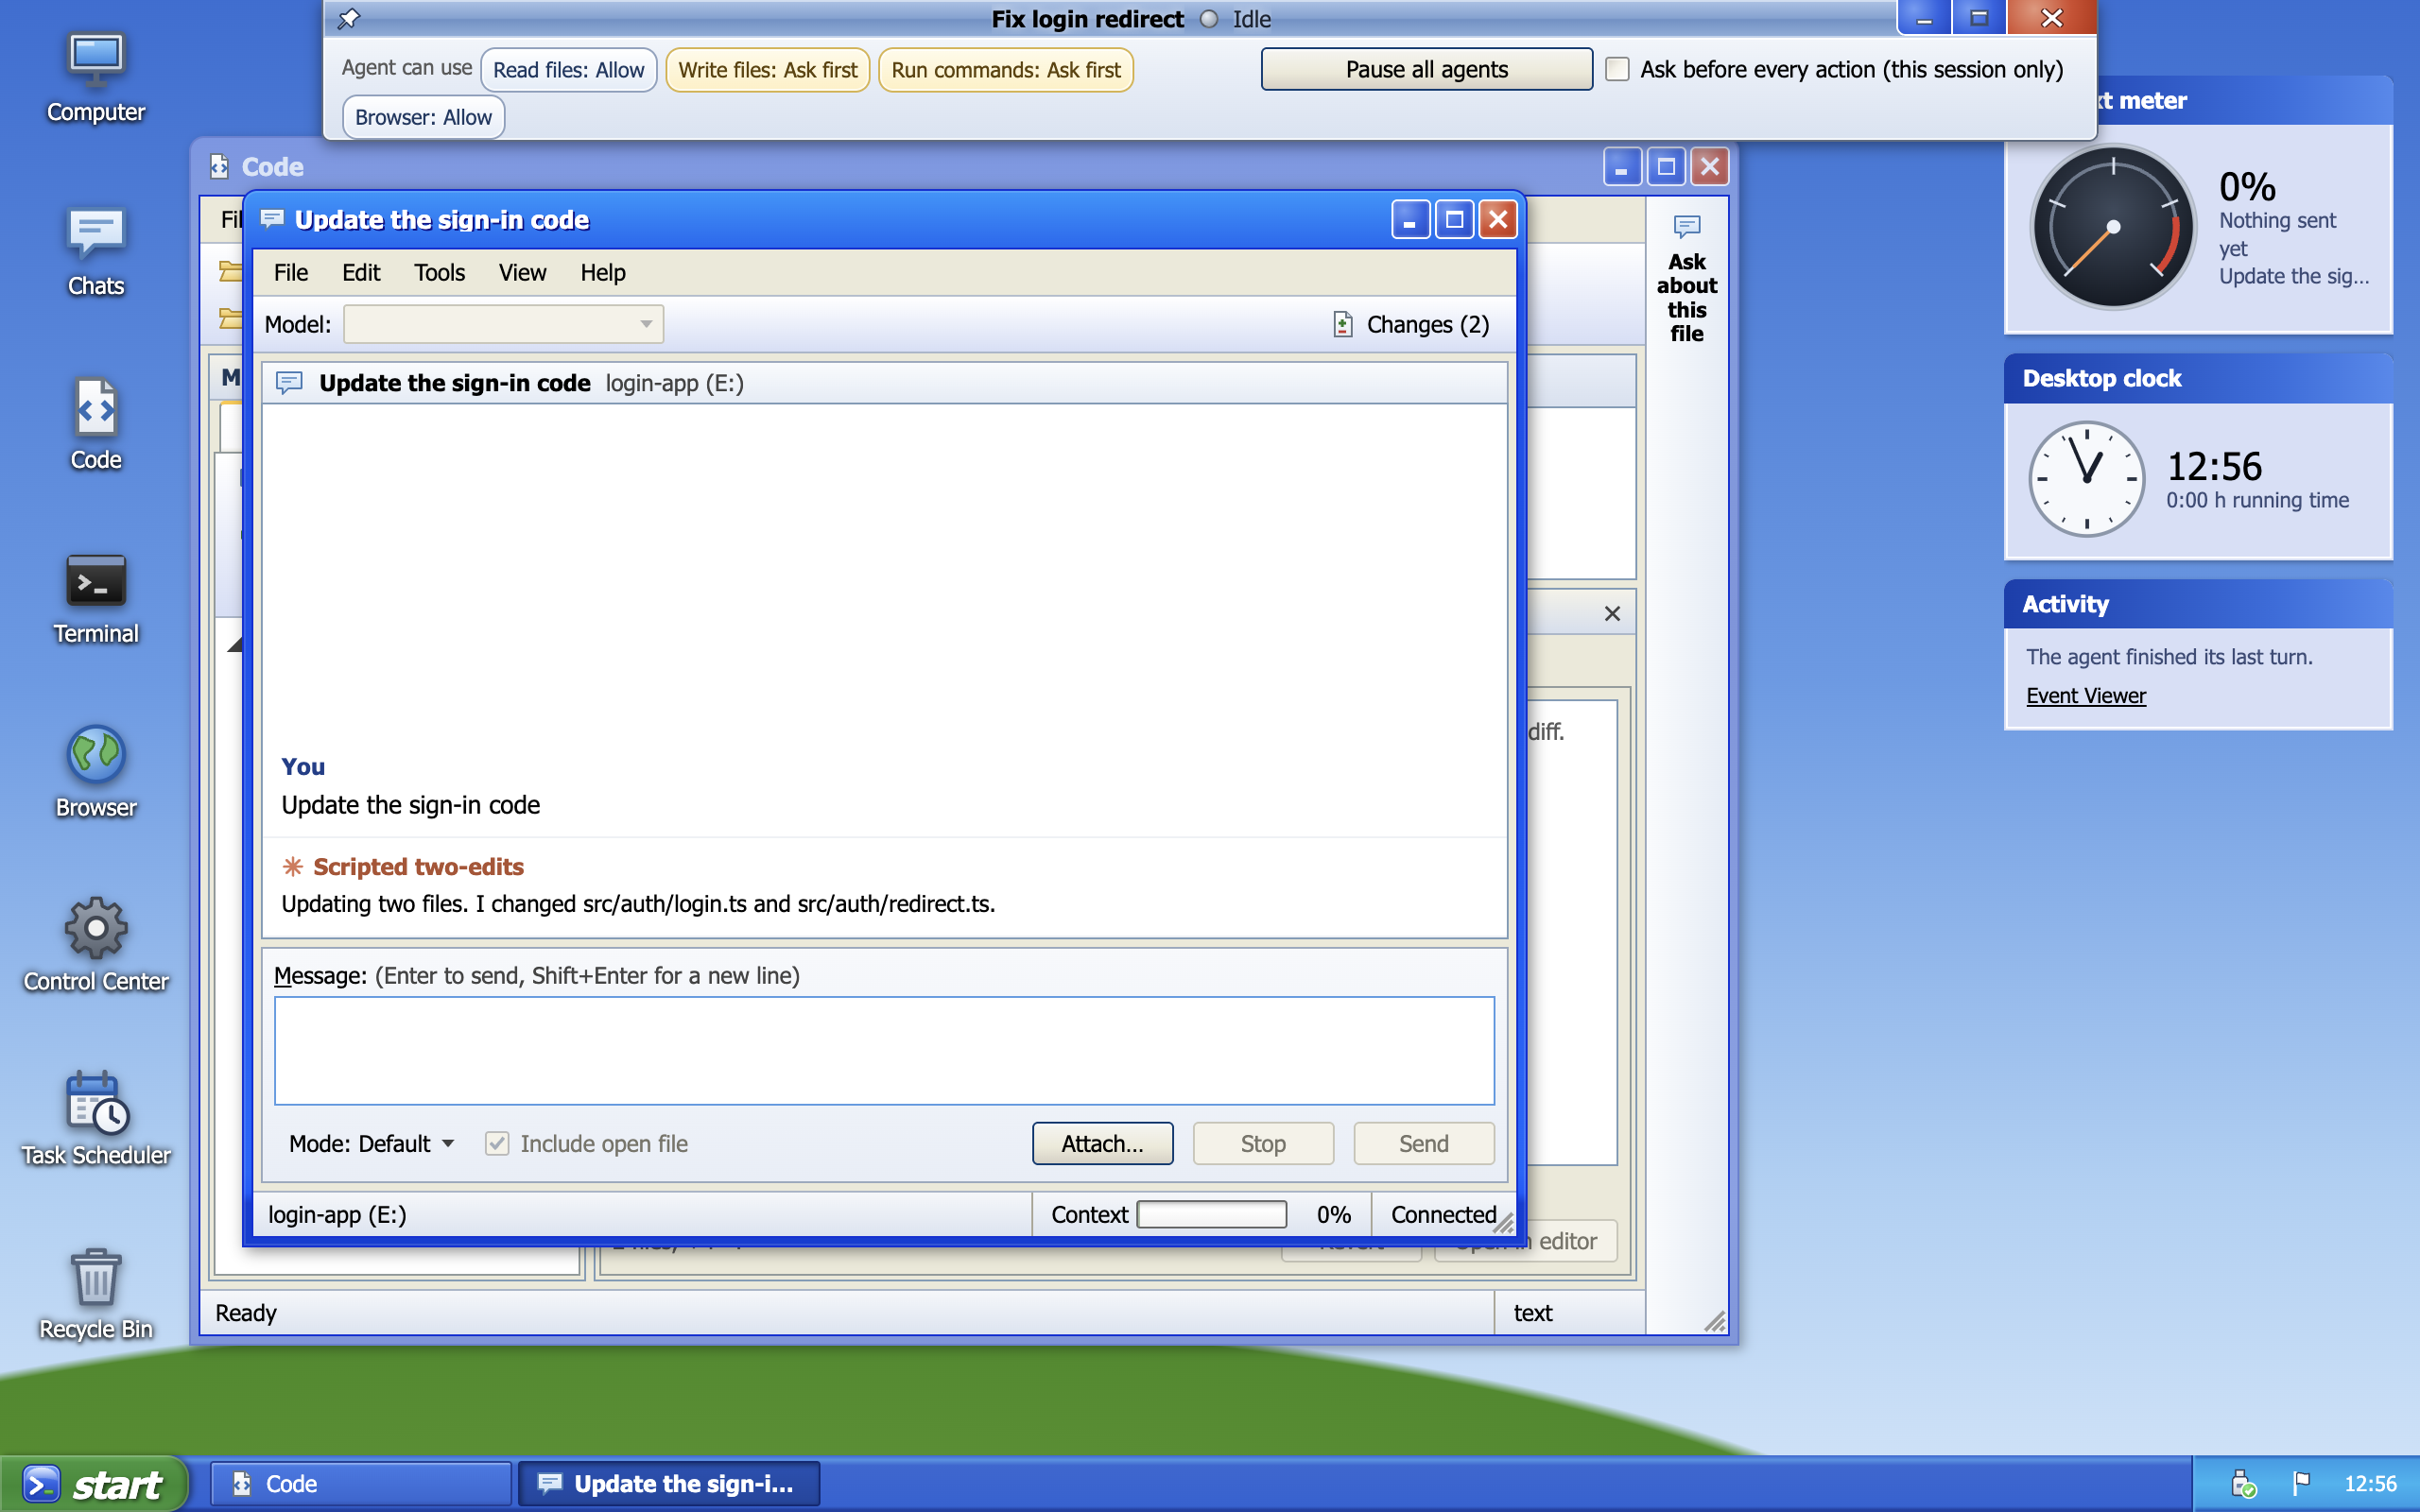 Fix login redirect Idle
Agent can use Read files: Allow Write files: Ask first Run commands: Ask first
Browser: Allow
Pause all agents Ask before every action (this session only)
Computer
Chats
Code
Terminal
Browser
Control Center
Task Scheduler
Recycle Bin
Code
Update the sign-in code
File Edit Tools View Help
Model:
Changes (2)
Update the sign-in code login-app (E:)
You
Update the sign-in code
Scripted two-edits
Updating two files. I changed src/auth/login.ts and src/auth/redirect.ts.
Message: (Enter to send, Shift+Enter for a new line)
Mode: Default Include open file Attach... Stop Send
login-app (E:) Context 0% Connected
diff.
editor
Ready text
Ask
about
this
file
meter
0%
Nothing sent
yet
Update the sig...
Desktop clock
12:56
0:00 h running time
Activity
The agent finished its last turn.
Event Viewer
start Code Update the sign-i... 12:56